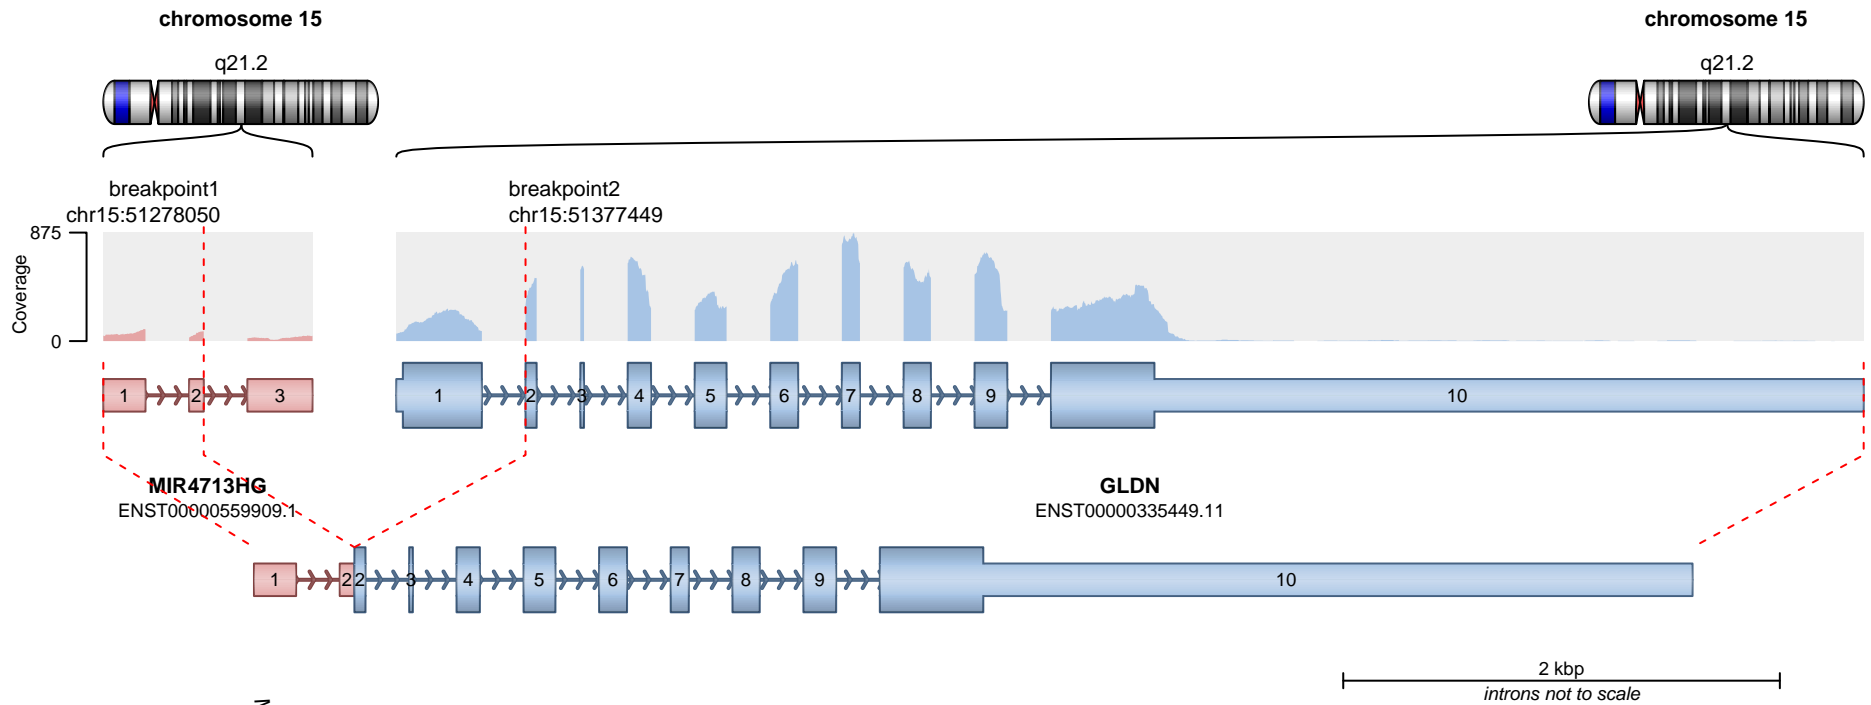 chromosome 15
chromosome 15
q21.2
q21.2
breakpoint1
chr15:51278050
breakpoint2
chr15:51377449
875
0
Coverage
1 2 3
1 2 3 4 5 6 7 8 9 10
MIR4713HG
ENST00000559909.1
GLDN
ENST00000335449.11
1 2 2 3 4 5 6 7 8 9 10
2 kbp
introns not to scale